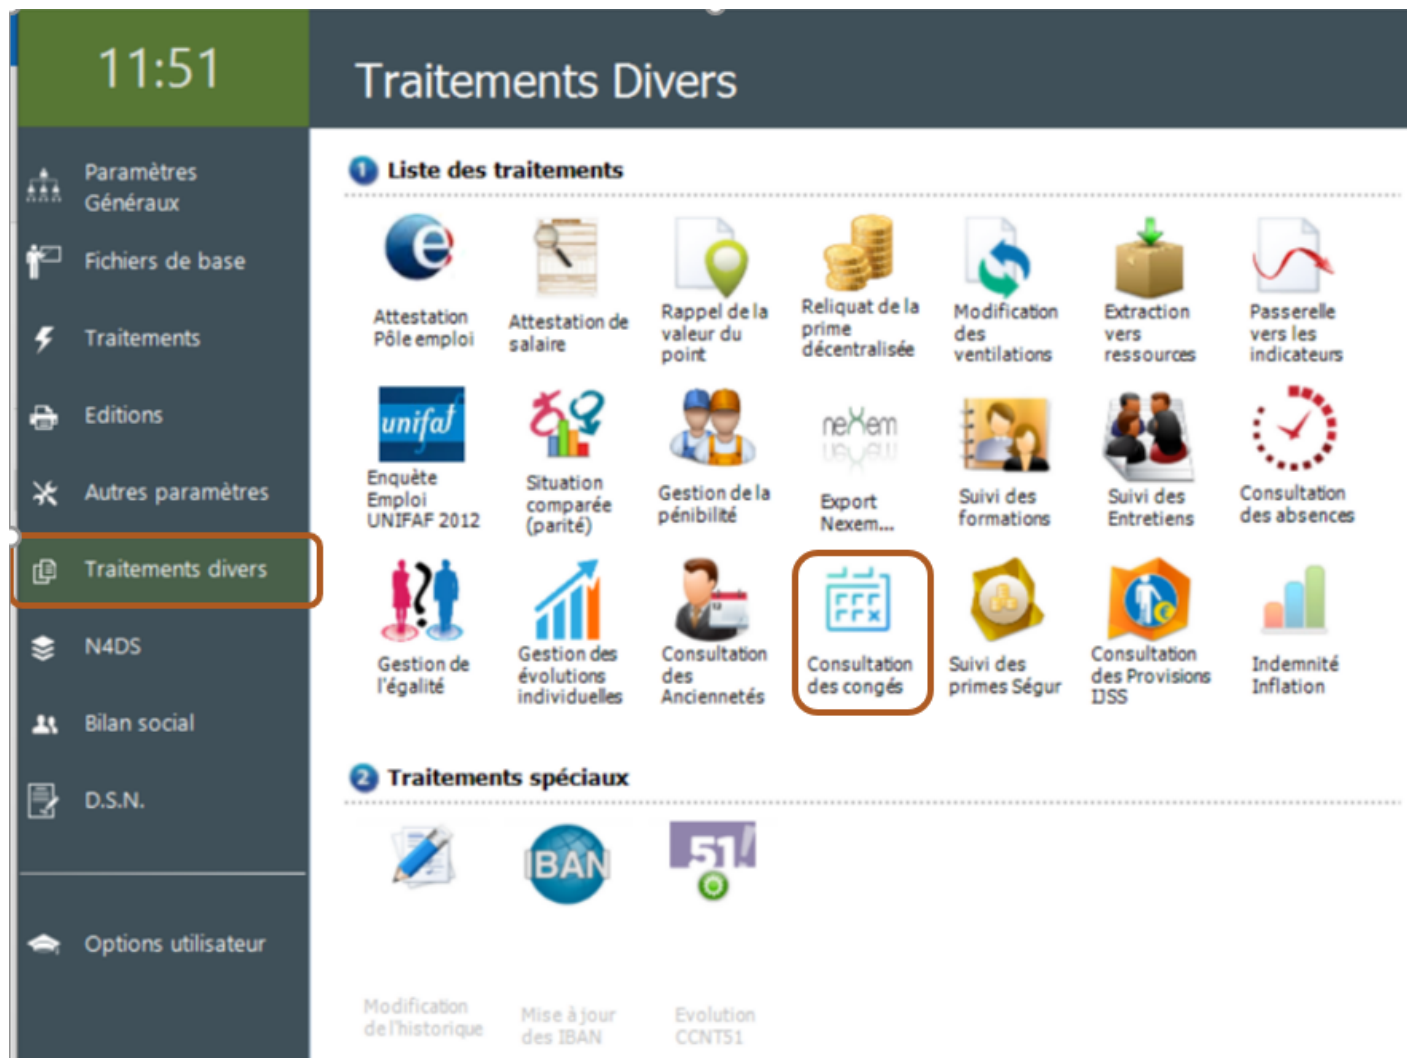 11:51
Traitements Divers
Paramètres
Généraux
Fichiers de base
Traitements
Editions
Autres paramètres
Traitements divers
N4DS
Bilan social
D.S.N.
Options utilisateur
1 Liste des traitements
Attestation
Pôle emploi
Attestation de
salaire
Rappel de la
valeur du
point
Reliquat de la
prime
décentralisée
Modification
des
ventilations
Extraction
vers
ressources
Passerelle
vers les
indicateurs
unifaf
Enquète
Emploi
UNIFAF 2012
Situation
comparée
(parité)
Gestion de la
pénibilité
nexem
Export
Nexem...
Suivi des
formations
Suivi des
Entretiens
Consultation
des absences
Gestion de
l'égalité
Gestion des
évolutions
individuelles
12
Consultation
des
Anciennetés
Consultation
des congés
Suivi des
primes Ségur
Consultation
des Provisions
IJSS
Indemnité
Inflation
2 Traitements spéciaux
Modification
de l'historique
IBAN
Mise à jour
des IBAN
51!
Evolution
CCNT51